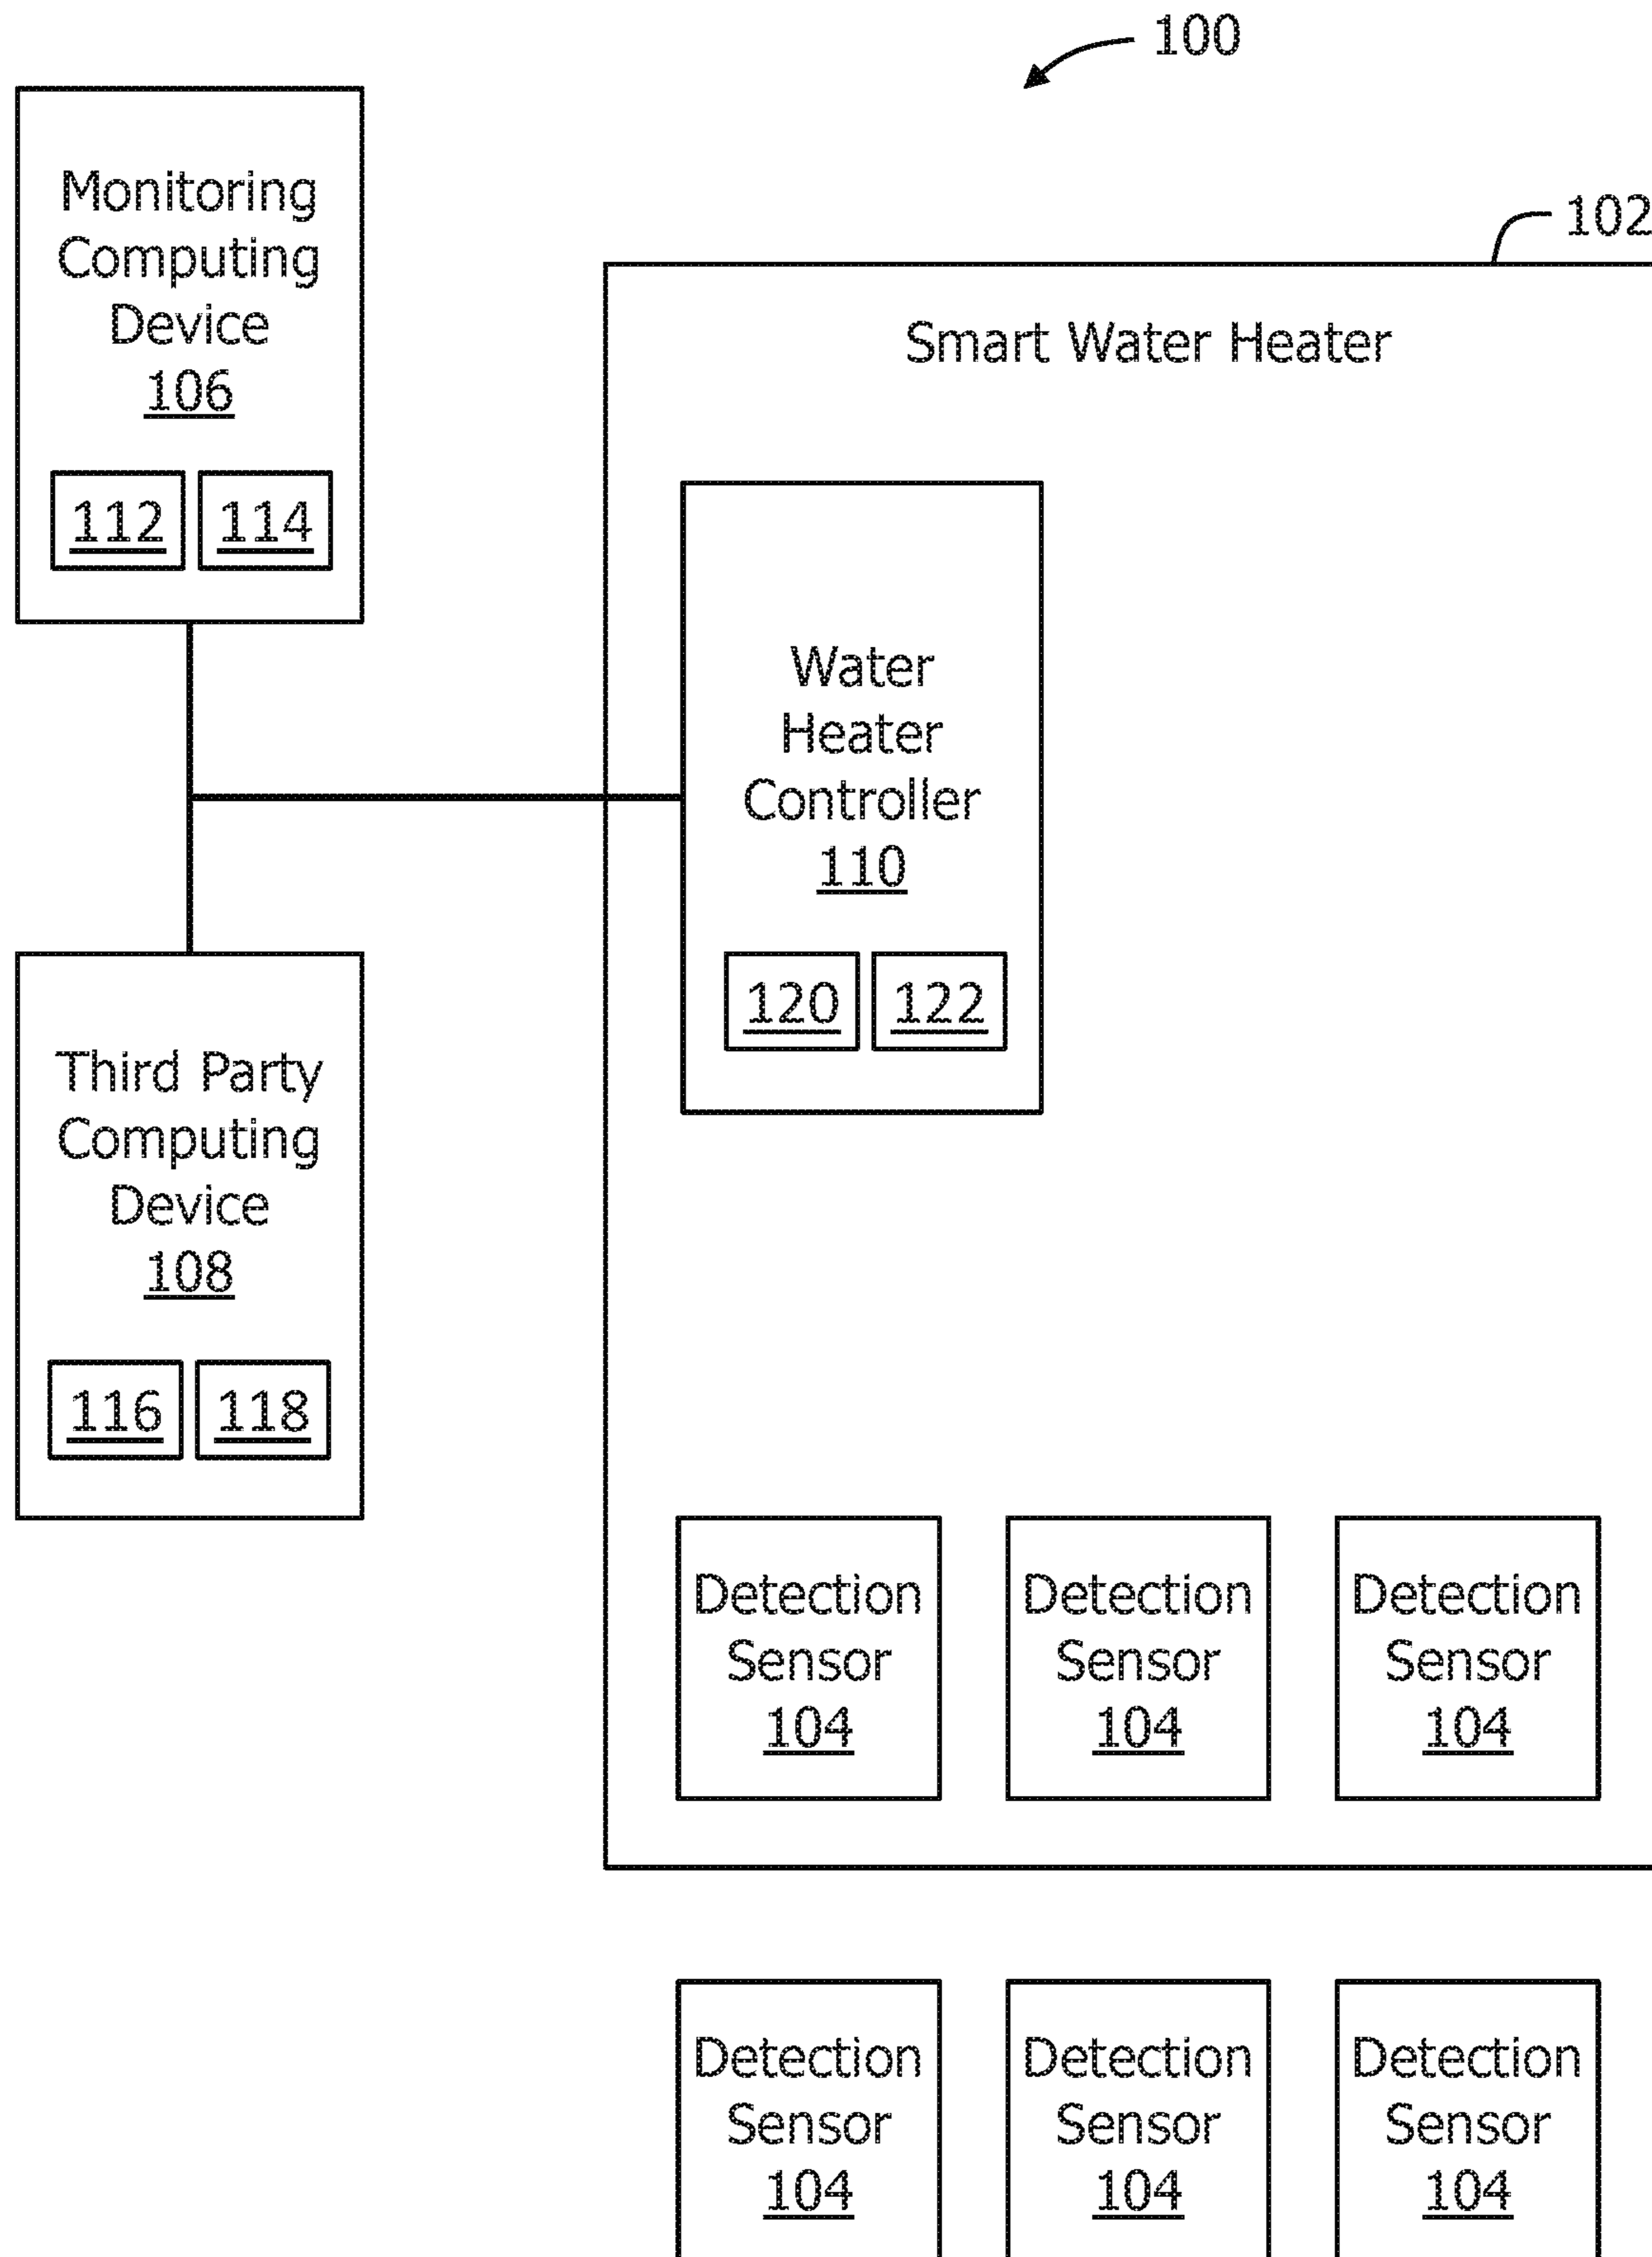 100
102
Monitoring
Computing
Device
106
112 114
Smart Water Heater
Water
Heater
Controller
110
120 122
Third Party
Computing
Device
108
116 118
Detection
Sensor
104
Detection
Sensor
104
Detection
Sensor
104
Detection
Sensor
104
Detection
Sensor
104
Detection
Sensor
104